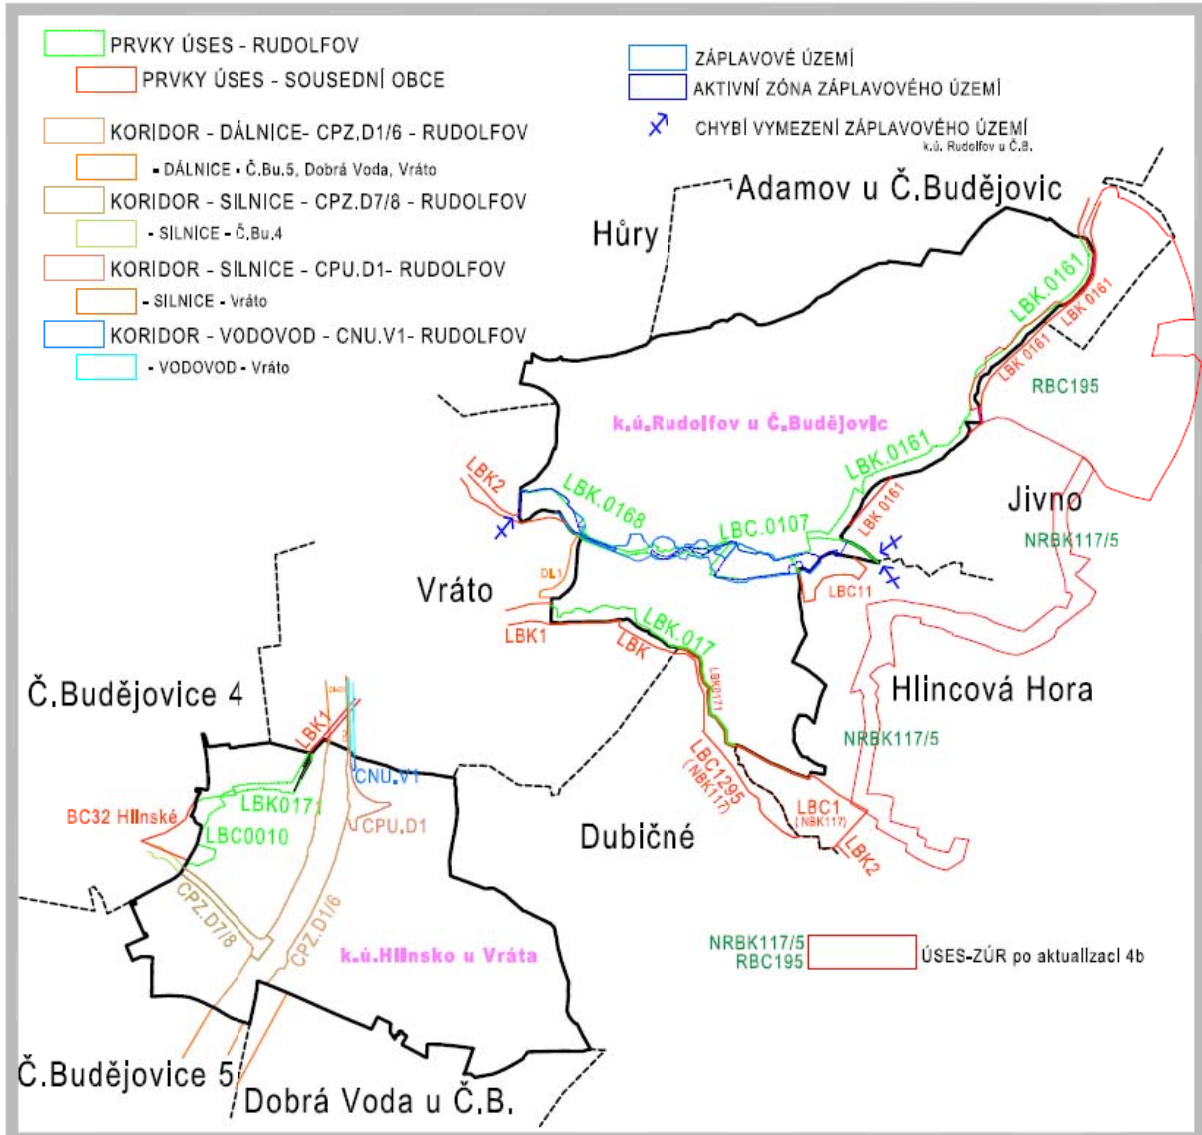 PRVKY ÚSES - RUDOLFOV
PRVKY ÚSES - SOUSEDNÍ OBCE
KORIDOR - DÁLNICE- CPZ.D1/6 - RUDOLFOV
- DÁLNICE - Č.Bu.5, Dobrá Voda, Vráto
KORIDOR - SILNICE - CPZ.D7/8 - RUDOLFOV
- SILNICE - Č.Bu.4
KORIDOR - SILNICE - CPU.D1- RUDOLFOV
- SILNICE - Vráto
KORIDOR - VODOVOD - CNU.V1- RUDOLFOV
- VODOVOD - Vráto
ZÁPLAVOVÉ ÚZEMÍ
AKTIVNÍ ZÓNA ZÁPLAVOVÉHO ÚZEMÍ
CHYBÍ VYMEZENÍ ZÁPLAVOVÉHO ÚZEMÍ
k.ú. Rudolfov u Č.B.
Adamov u Č.Budějovic
Hůry
LBK.0161
LBK 0161
LBK 0161
RBC195
k.ú.Rudolfov u Č.Budějovic
LBK.0161
LBK 0161
LBK2
LBK.0168
LBC.0107
Jivno
NRBK117/5
DL1
LBC11
Vráto
LBK1
LBK
LBK.017
LBK0171
Hlincová Hora
NRBK117/5
LBC1295
(NBK117)
LBC1
(NBK117)
LBK2
Dubičné
Č.Budějovice 4
LBK1
CNU.V1
LBK0171
BC32 Hlinské
LBC0010
CPU.D1
CPZ.D7/8
CPZ.D1/6
k.ú.Hlinsko u Vráta
NRBK117/5
RBC195
ÚSES-ZÚR po aktualizaci 4b
Č.Budějovice 5
Dobrá Voda u Č.B.